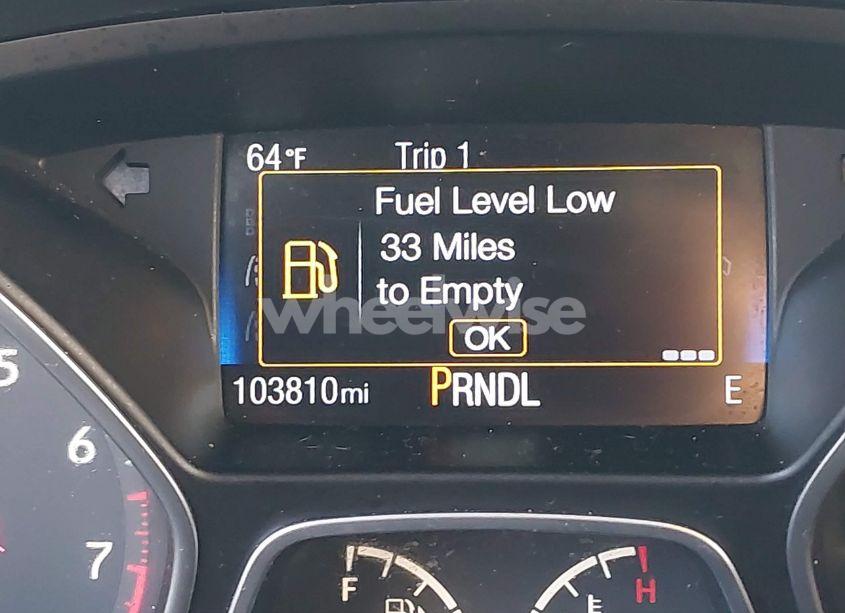 64°F Trip 1
Fuel Level Low
33 Miles
to Empty
wheelwise
OK
103810mi PRNDL E
5
6
7
F H
E